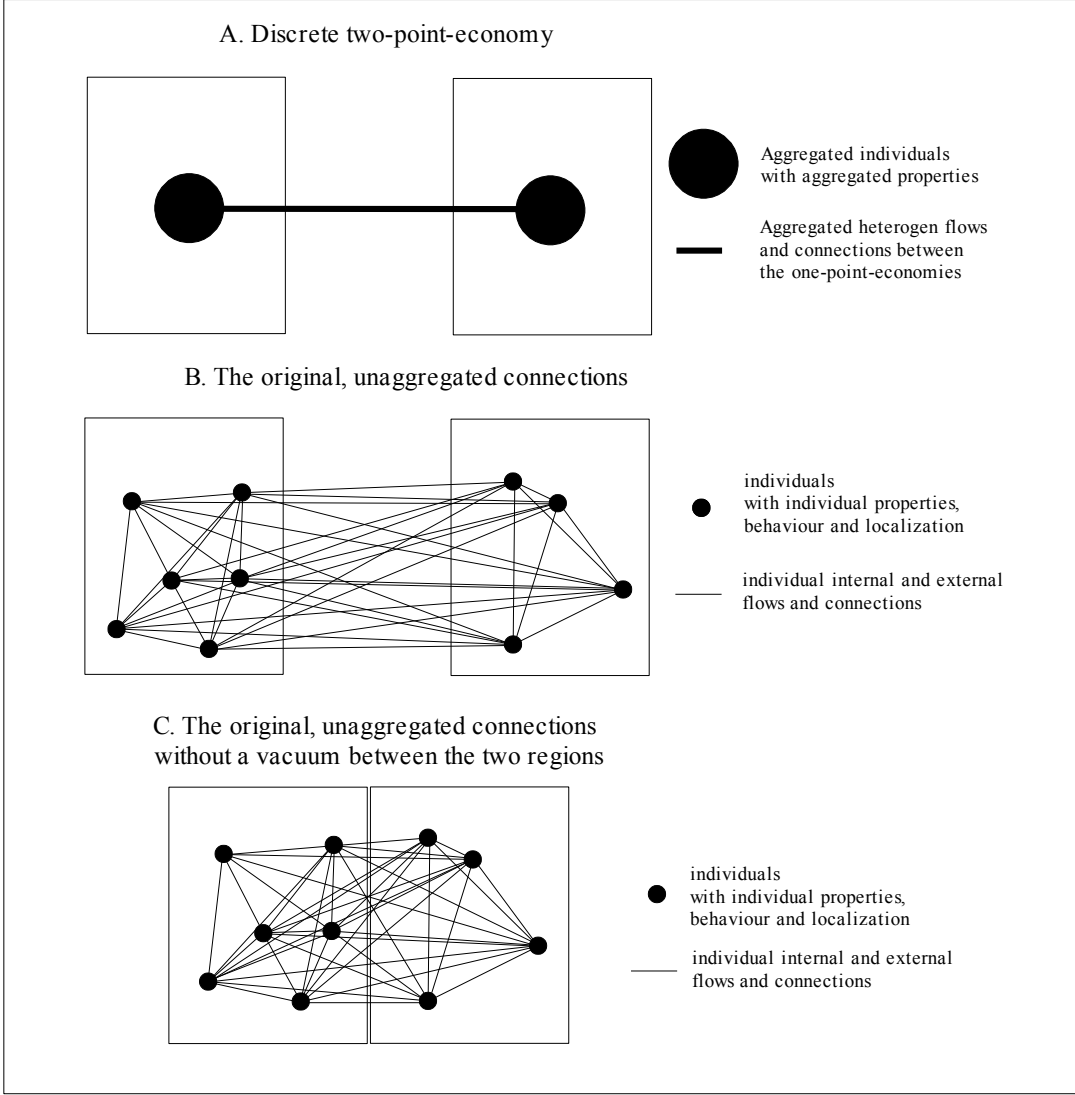 A. Discrete two-point-economy
Aggregated individuals
with aggregated properties
Aggregated heterogen flows
and connections between
the one-point-economies
B. The original, unaggregated connections
individuals
with individual properties,
behaviour and localization
individual internal and external
flows and connections
C. The original, unaggregated connections
without a vacuum between the two regions
individuals
with individual properties,
behaviour and localization
individual internal and external
flows and connections